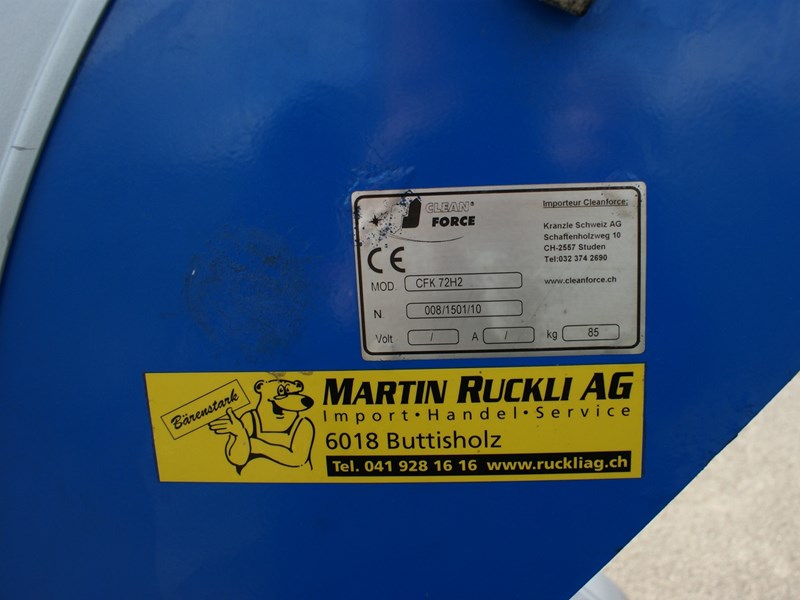 CLEAN®
FORCE
Importeur Cleanforce:
Kranzle Schweiz AG
Schaffenholzweg 10
CH-2557 Studen
Tel:032 374 2690
www.cleanforce.ch
CE
MOD. CFK 72H2
N. 008/1501/10
Volt / A / kg 85
Bärenstark
MARTIN RUCKLI AG
Import·Handel·Service
6018 Buttisholz
Tel. 041 928 16 16 www.ruckliag.ch